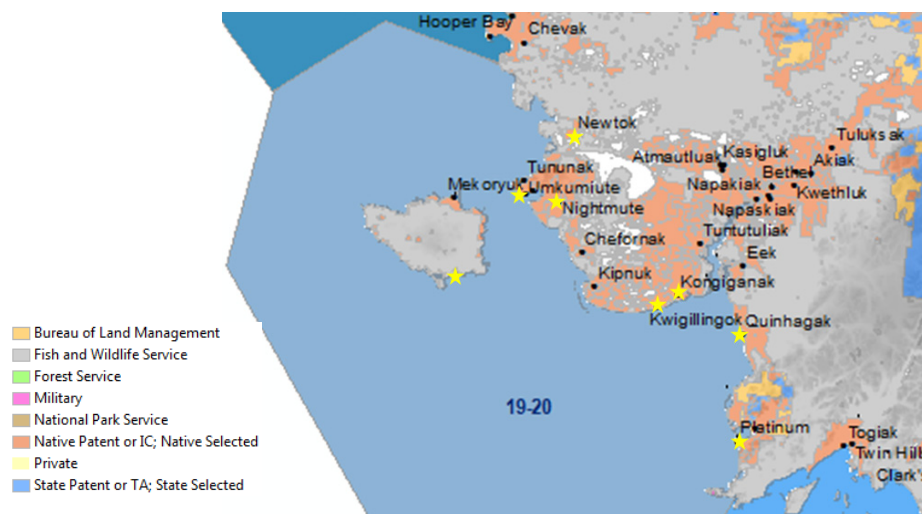 Hooper Bay
Chevak
Newtok
Tuluksak
Kasigluk
Atmautluak
Akiak
Bethel
Tununak
Mekoryuk
Umkumiute
Napakiak
Kwethluk
Nightmute
Napaskiak
Tuntutuliak
Chefornak
Eek
Kipnuk
Kongiganak
Kwigillingok
Quinhagak
Bureau of Land Management
Fish and Wildlife Service
Forest Service
Military
National Park Service
Native Patent or IC; Native Selected
Private
State Patent or TA; State Selected
19-20
Platinum
Togiak
Twin Hill
Clark's